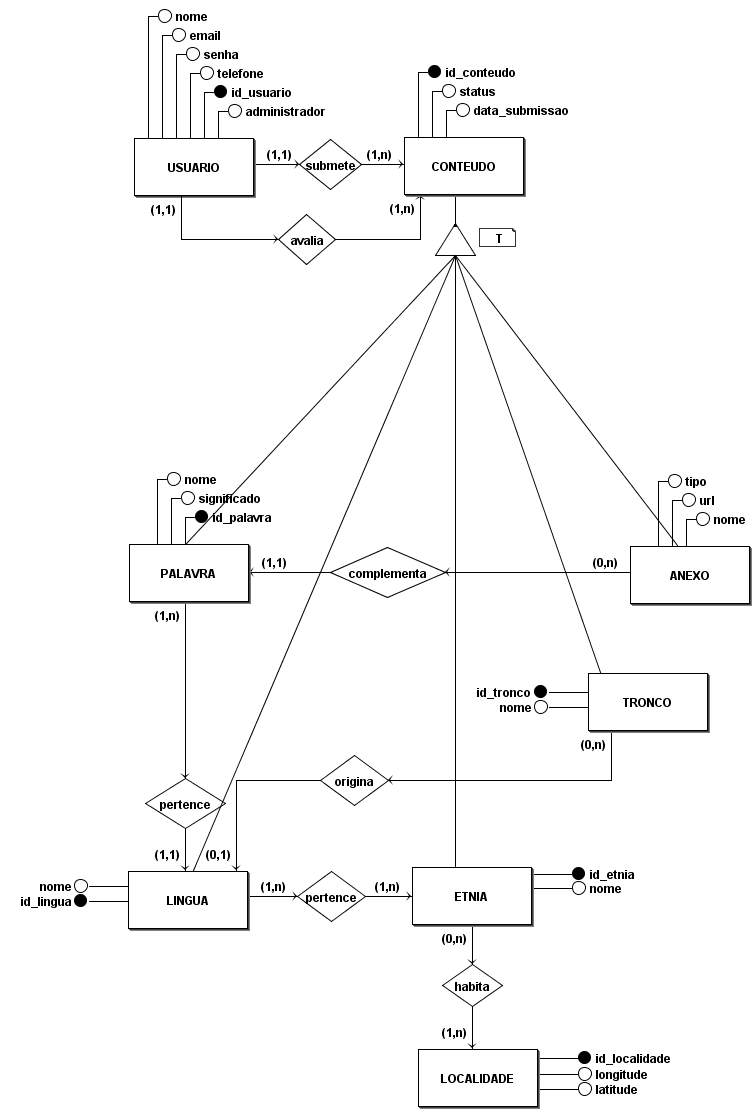 nome
email
senha
telefone
id_usuario
administrador
id_conteudo
status
data_submissao
USUARIO
(1,1)
submete
(1,n)
CONTEUDO
(1,1)
avalia
(1,n)
T
nome
significado
id_palavra
tipo
url
nome
PALAVRA
(1,1)
complementa
(0,n)
ANEXO
(1,n)
id_tronco
nome
TRONCO
(0,n)
origina
pertence
(1,1)
(0,1)
nome
id_lingua
LINGUA
(1,n)
pertence
(1,n)
ETNIA
id_etnia
nome
(0,n)
habita
(1,n)
LOCALIDADE
id_localidade
longitude
latitude